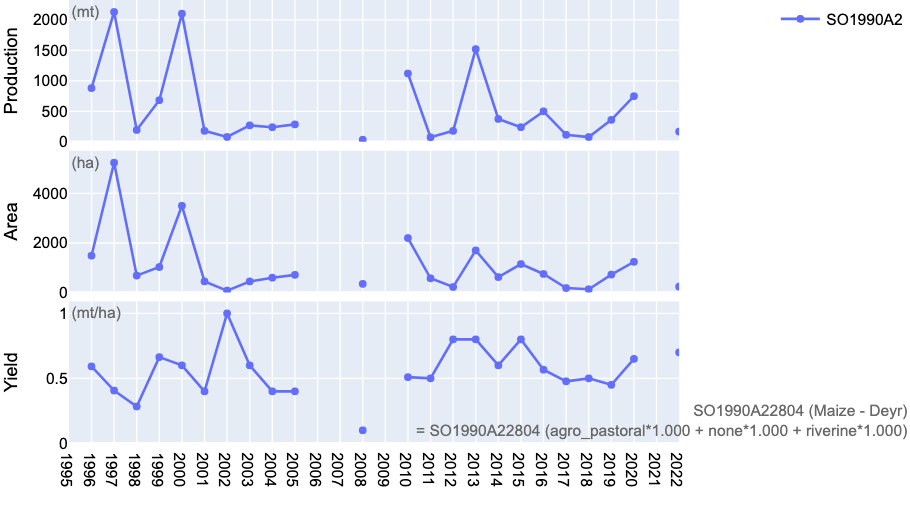 (mt)
SO1990A2
Production
2000
1500
1000
500
0
(ha)
Area
4000
2000
0
(mt/ha)
Yield
1
0.5
0
SO1990A22804 (Maize - Deyr)
= SO1990A22804 (agro_pastoral*1.000 + none*1.000 + riverine*1.000)
1995 1996 1997 1998 1999 2000 2001 2002 2003 2004 2005 2006 2007 2008 2009 2010 2011 2012 2013 2014 2015 2016 2017 2018 2019 2020 2021 2022